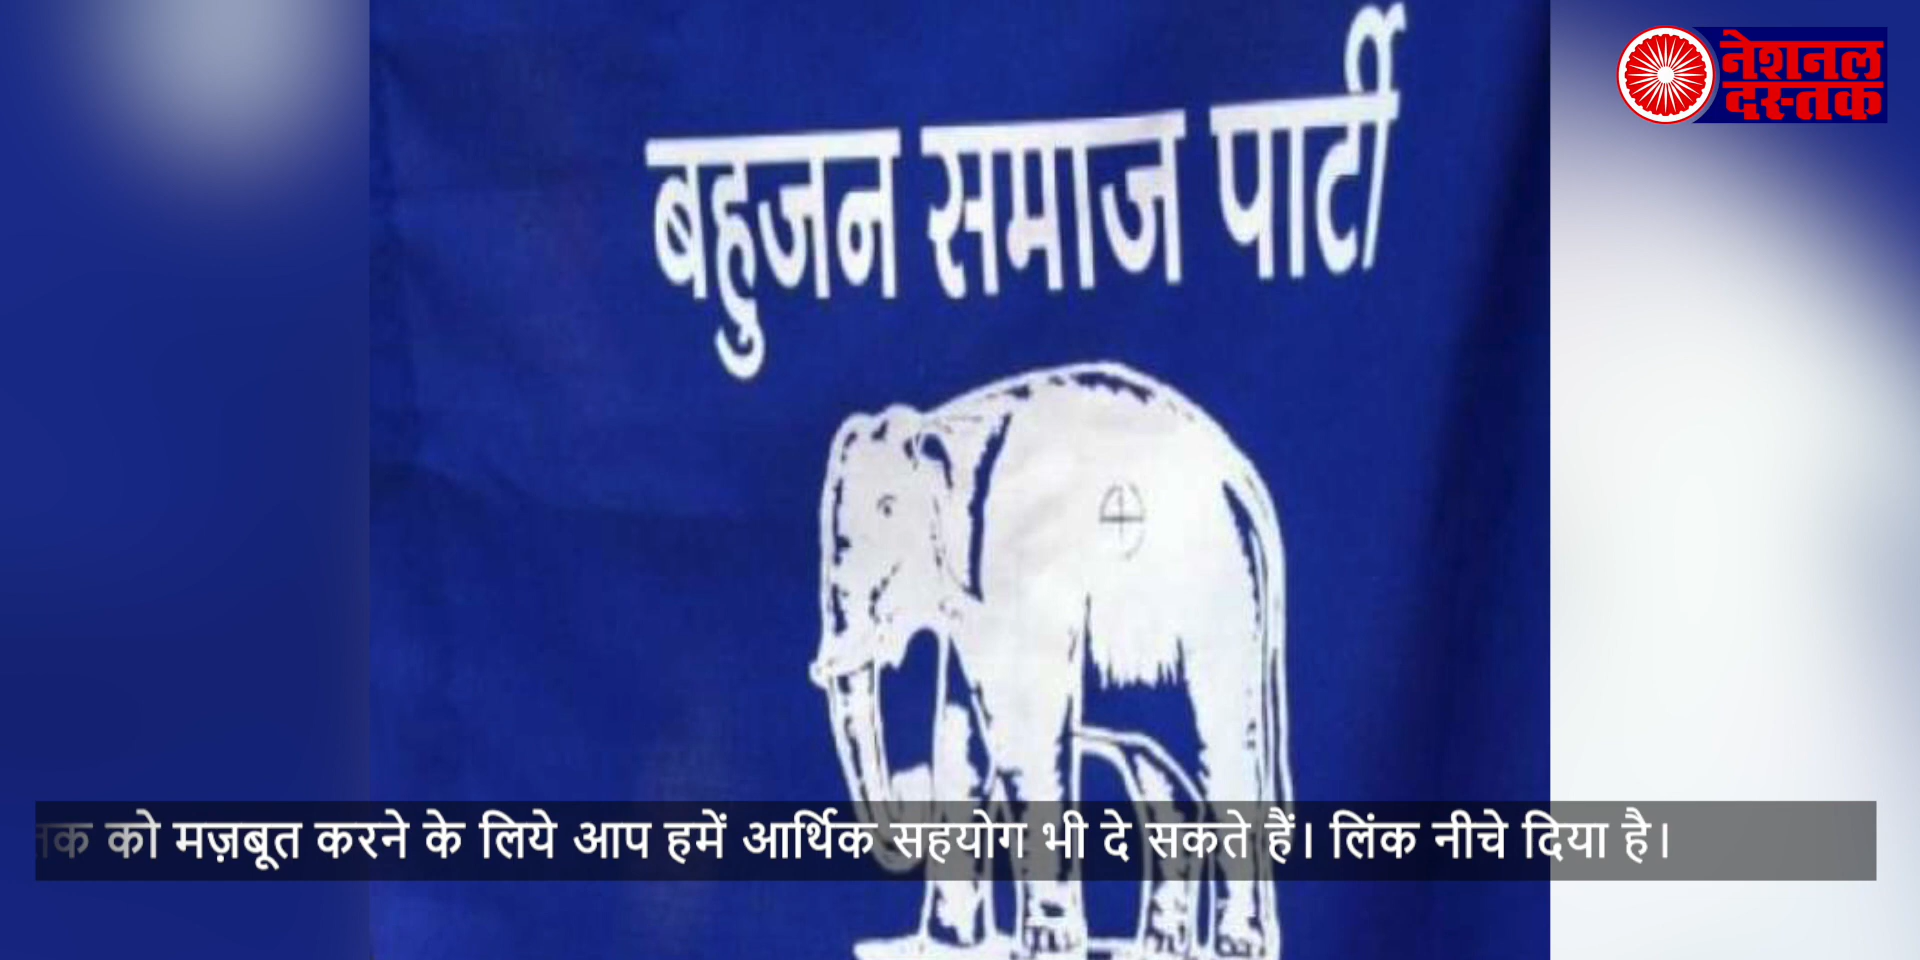 नेशनल
दस्तक
बहुजन समाज पार्टी
को मज़बूत करने के लिये आप हमें आर्थिक सहयोग भी दे सकते हैं। लिंक नीचे दिया है।